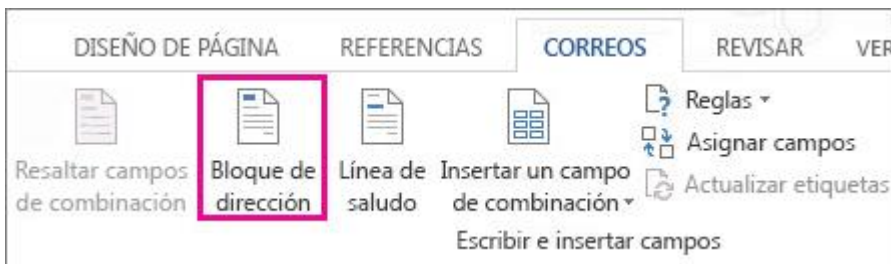 DISEÑO DE PÁGINA REFERENCIAS CORREOS REVISAR VER
Resaltar campos
de combinación
Bloque de
dirección
Línea de
saludo
Insertar un campo
de combinación
Reglas
Asignar campos
Actualizar etiquetas
Escribir e insertar campos